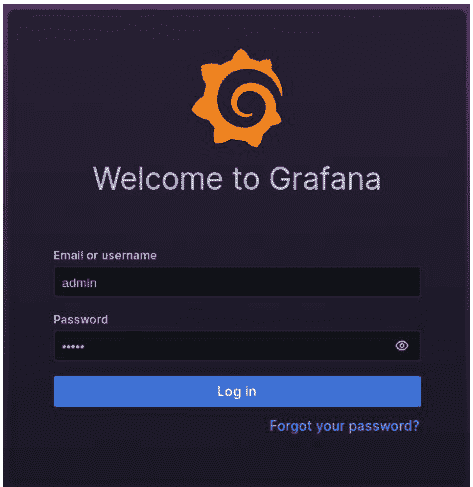 Welcome to Grafana
Email or username
admin
Password
•••••
Log in
Forgot your password?